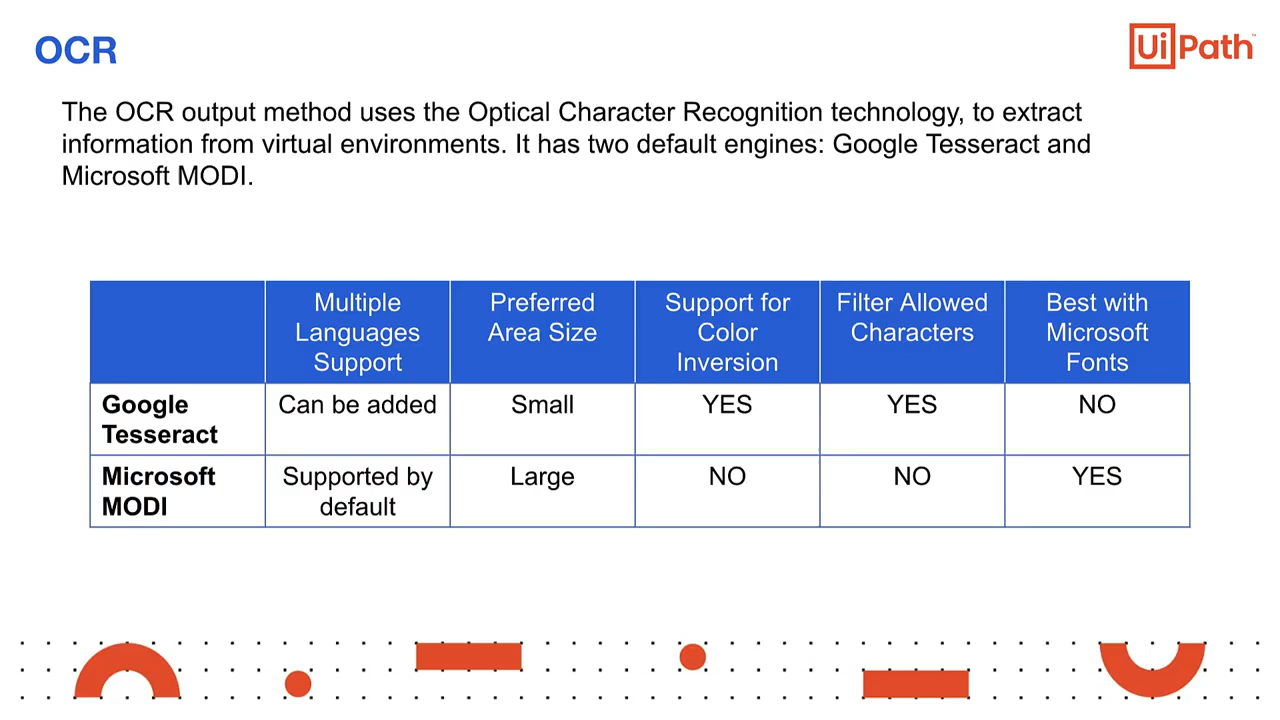 OCR
UiPath™
The OCR output method uses the Optical Character Recognition technology, to extract
information from virtual environments. It has two default engines: Google Tesseract and
Microsoft MODI.
Multiple
Languages
Support
Preferred
Area Size
Support for
Color
Inversion
Filter Allowed
Characters
Best with
Microsoft
Fonts
Google
Tesseract
Can be added
Small
YES
YES
NO
Microsoft
MODI
Supported by
default
Large
NO
NO
YES